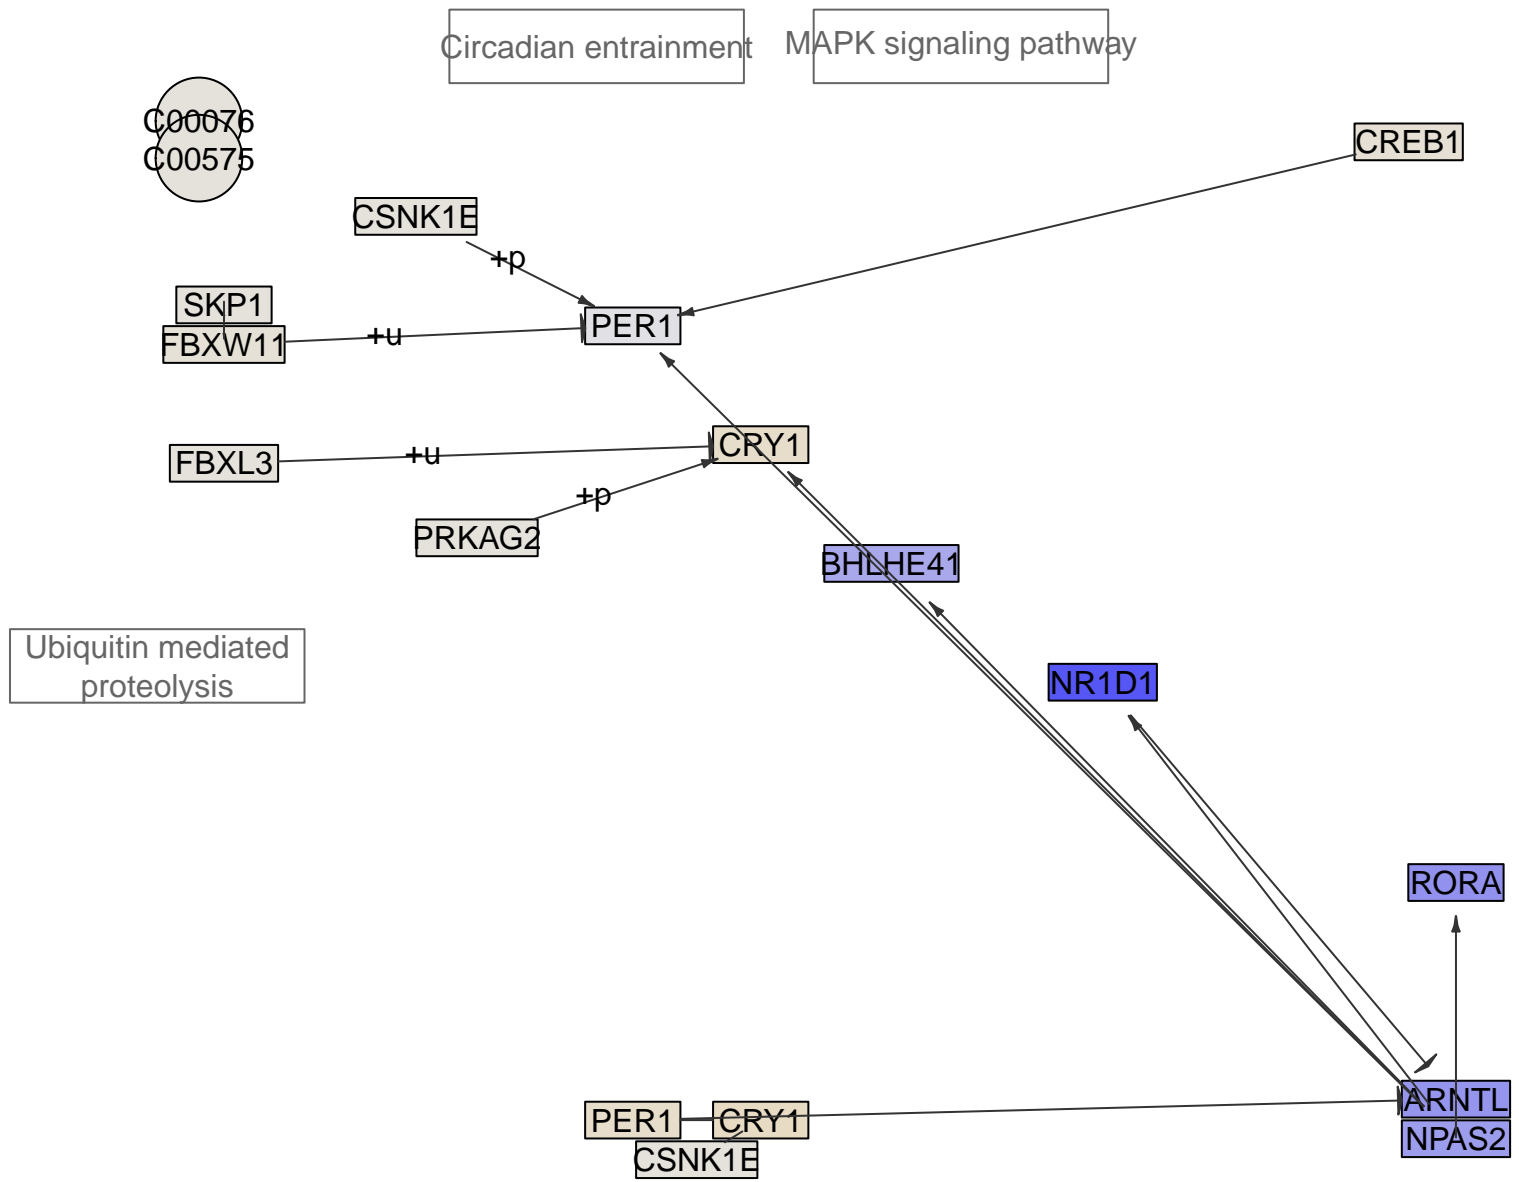 Circadian entrainment
MAPK signaling pathway
C00076
C00575
CREB1
CSNK1E
+p
SKP1
FBXW11
+u
PER1
CRY1
FBXL3
+u
+p
PRKAG2
BHLHE41
Ubiquitin mediated
proteolysis
NR1D1
RORA
ARNTL
NPAS2
PER1
CRY1
CSNK1E